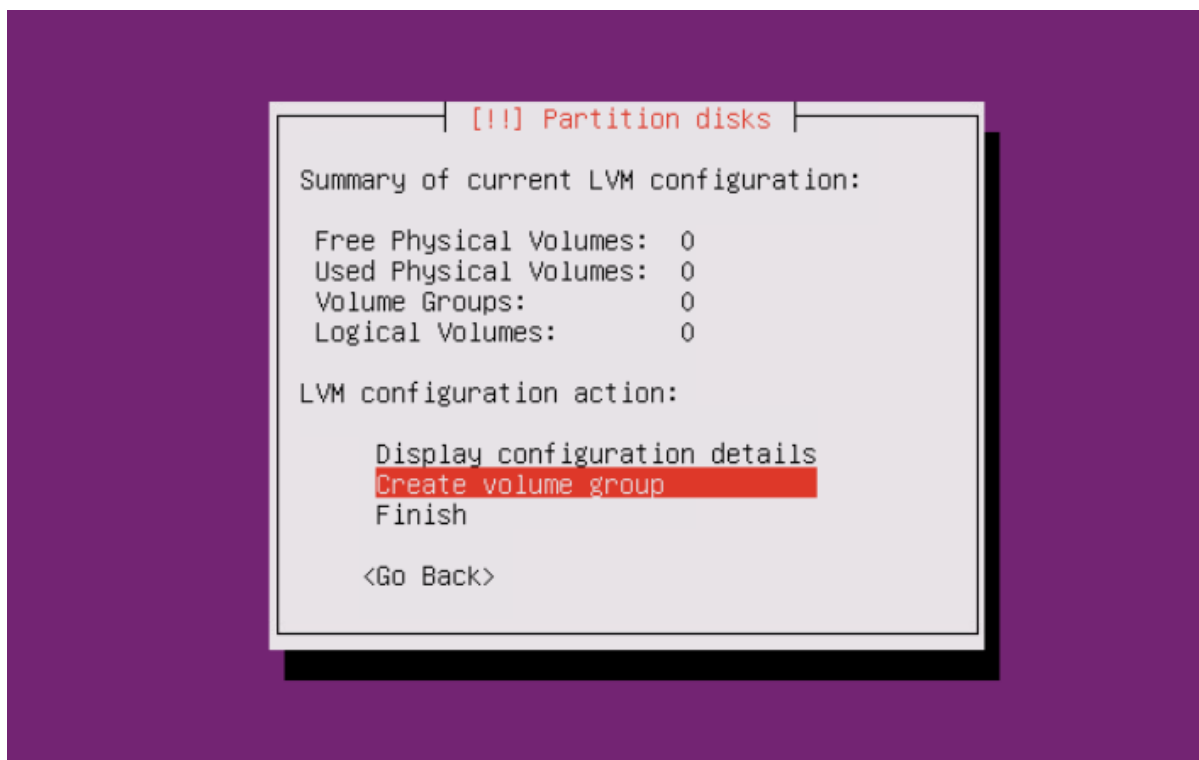 [!!] Partition disks
Summary of current LVM configuration:
Free Physical Volumes: 0
Used Physical Volumes: 0
Volume Groups: 0
Logical Volumes: 0
LVM configuration action:
Display configuration details
Create volume group
Finish
<Go Back>